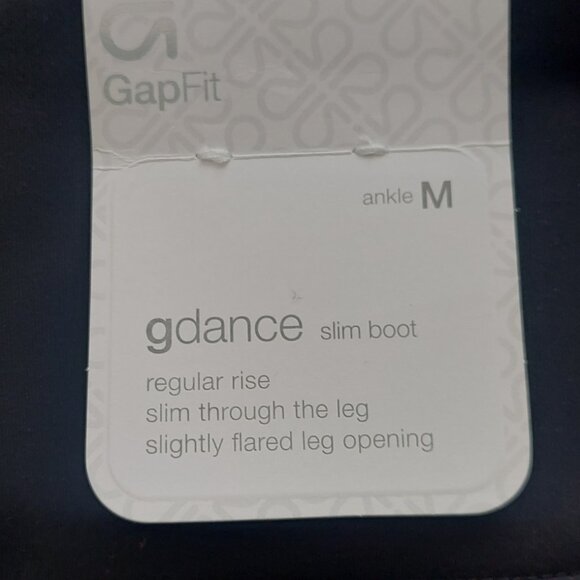 GapFit
ankle M
gdance slim boot
regular rise
slim through the leg
slightly flared leg opening